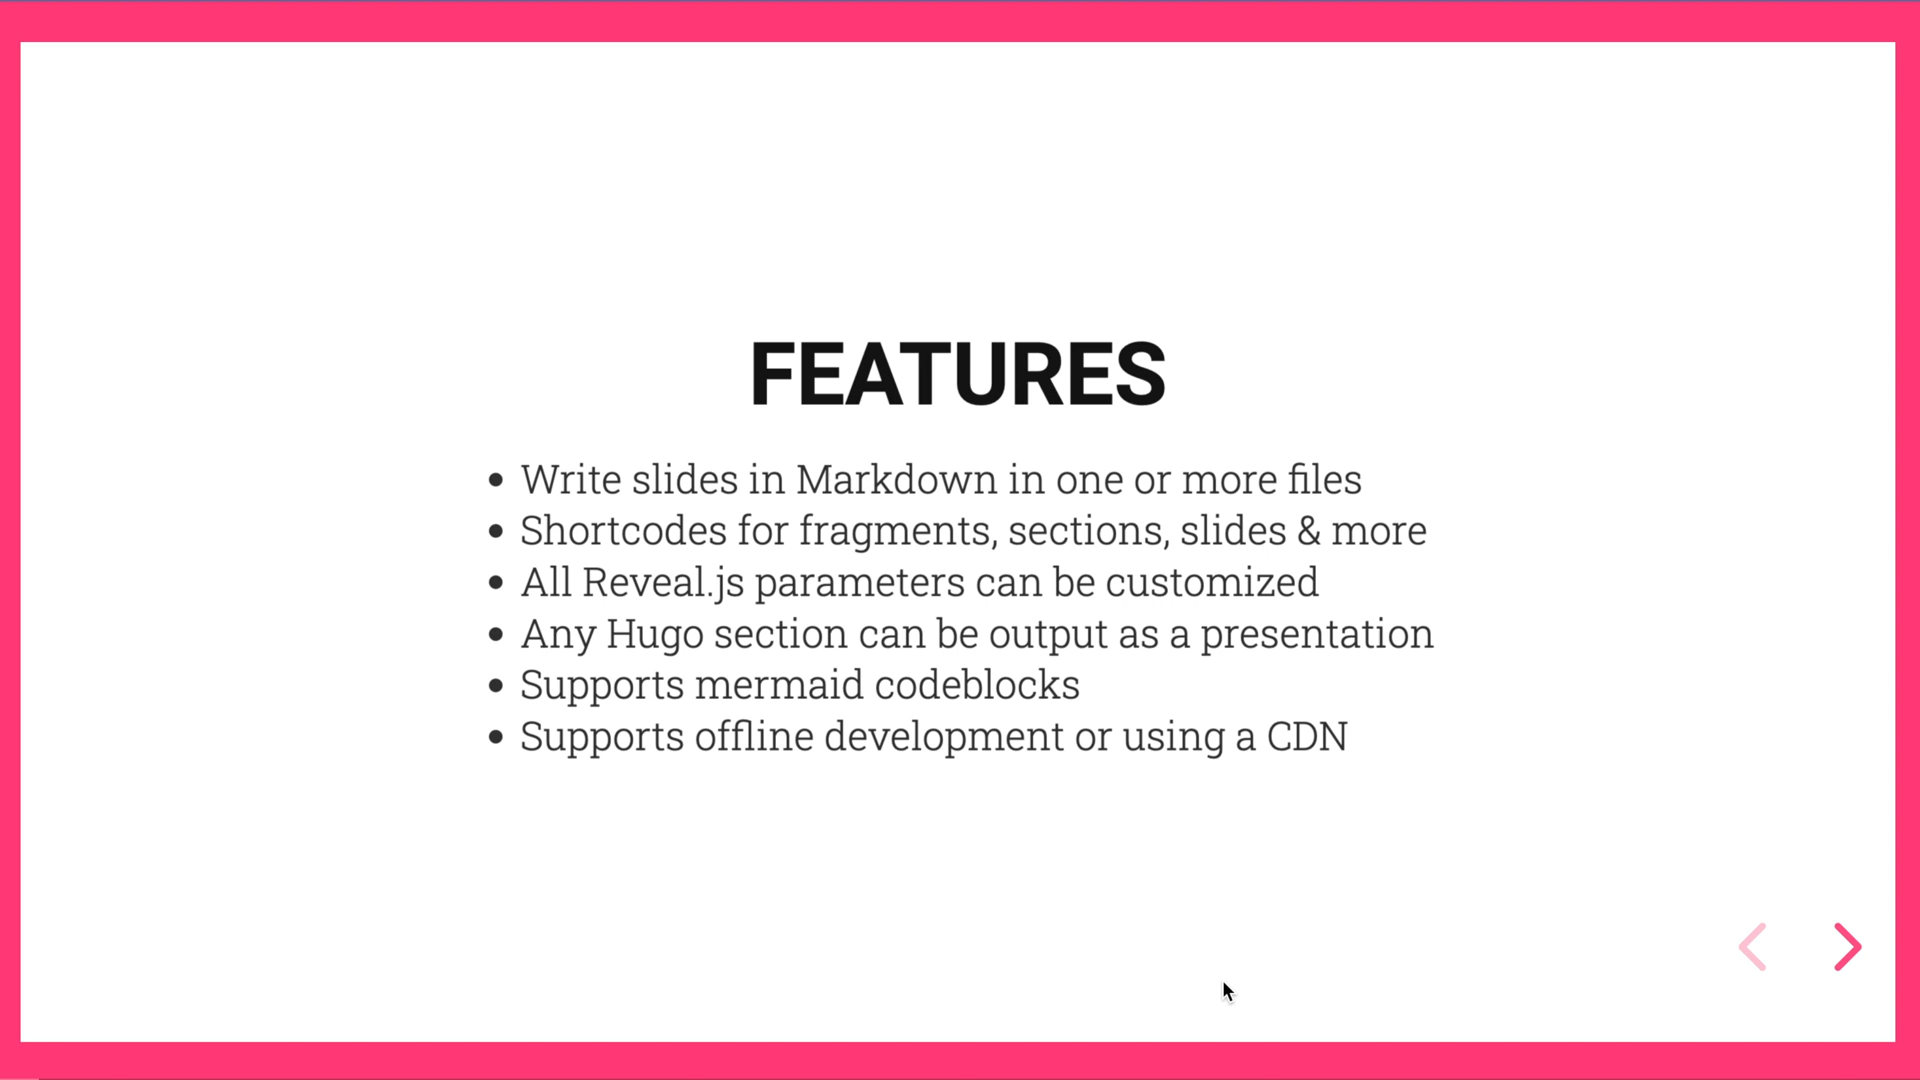 FEATURES
Write slides in Markdown in one or more files
Shortcodes for fragments, sections, slides & more
All Reveal.js parameters can be customized
Any Hugo section can be output as a presentation
Supports mermaid codeblocks
Supports offline development or using a CDN